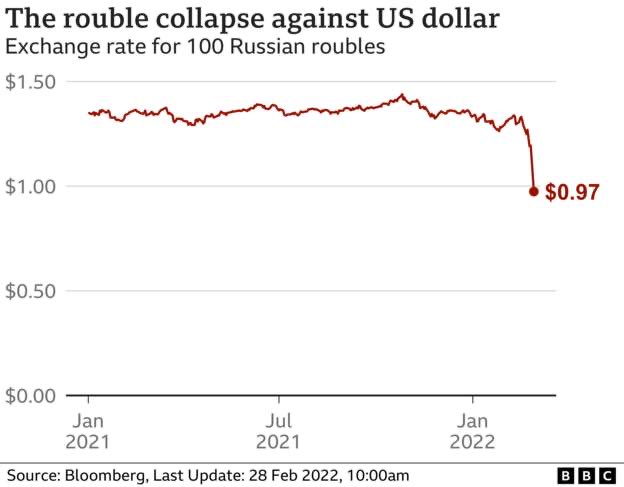 The rouble collapse against US dollar
Exchange rate for 100 Russian roubles
$1.50
$1.00
$0.97
$0.50
$0.00
Jan 2021
Jul 2021
Jan 2022
Source: Bloomberg, Last Update: 28 Feb 2022, 10:00am
BBC